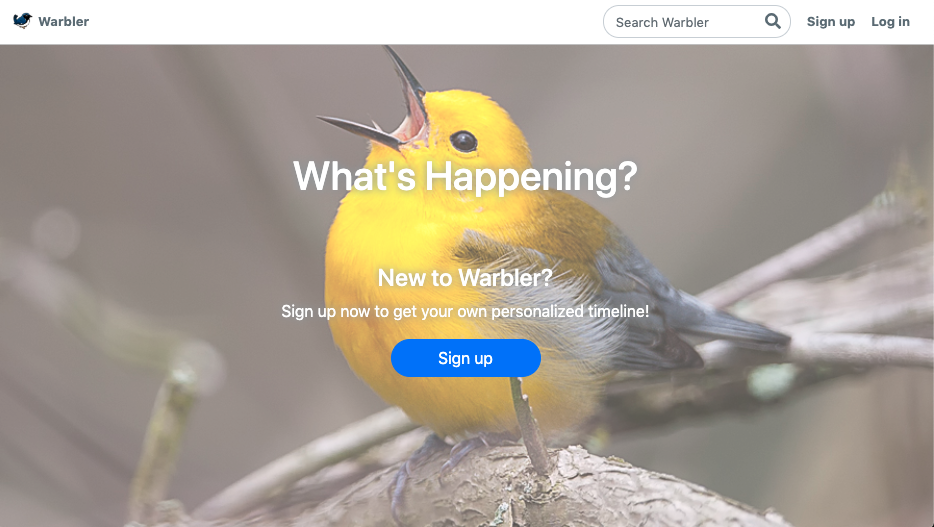 Warbler
Search Warbler
Sign up
Log in
What's Happening?
New to Warbler?
Sign up now to get your own personalized timeline!
Sign up